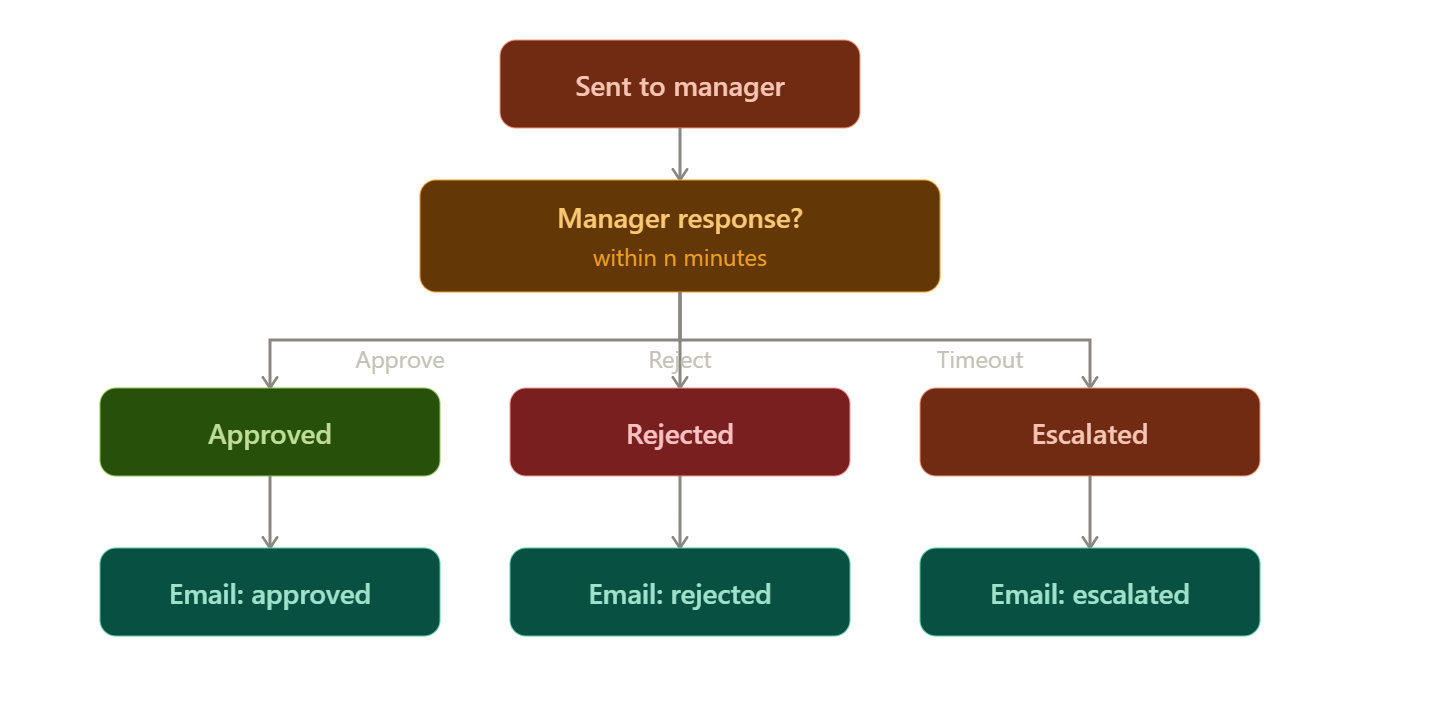 Sent to manager
Manager response?
within n minutes
Approve
Reject
Timeout
Approved
Rejected
Escalated
Email: approved
Email: rejected
Email: escalated